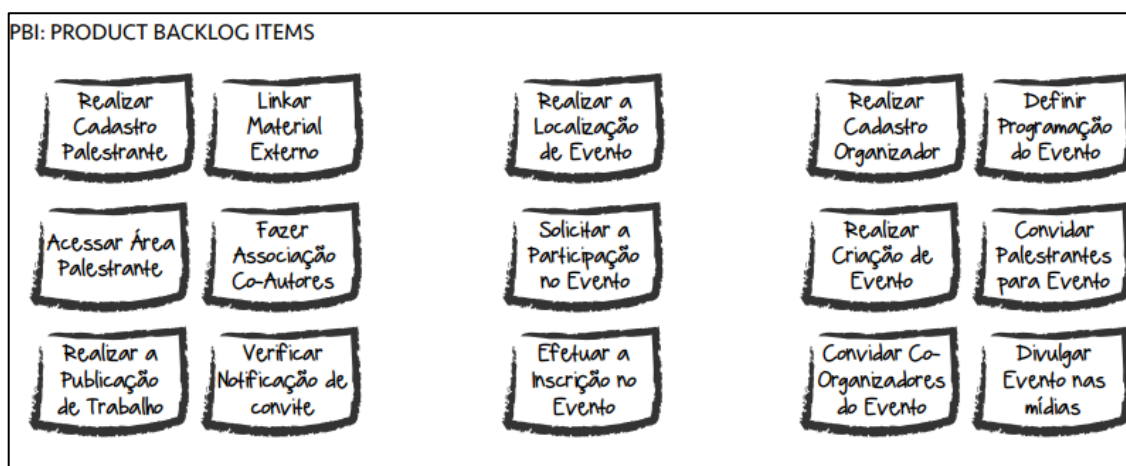 PBI: PRODUCT BACKLOG ITEMS
Realizar
Cadastro
Palestrante
Linkar
Material
Externo
Realizar a
Localização
de Evento
Realizar
Cadastro
Organizador
Definir
Programação
do Evento
Acessar Área
Palestrante
Fazer
Associação
Co-Autores
Solicitar a
Participação
no Evento
Realizar
Criação de
Evento
Convidar
Palestrantes
para Evento
Realizar a
Publicação
de Trabalho
Verificar
Notificação de
convite
Efetuar a
Inscrição no
Evento
Convidar Co-
Organizadores
do Evento
Divulgar
Evento nas
mídias